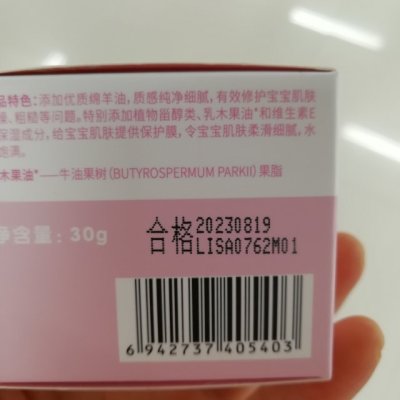 品特色：添加优质绵羊油，质感纯净细腻，有效修护宝宝肌肤
燥、粗糙等问题。特别添加植物甾醇类、乳木果油*和维生素E
保湿成分，给宝宝肌肤提供保护膜，令宝宝肌肤柔滑细腻，水
饱满。
木果油*——牛油果树(BUTYROSPERMUM PARKII)果脂
净含量：30g
合格 20230819
LISA0762M01
6 942737 405403